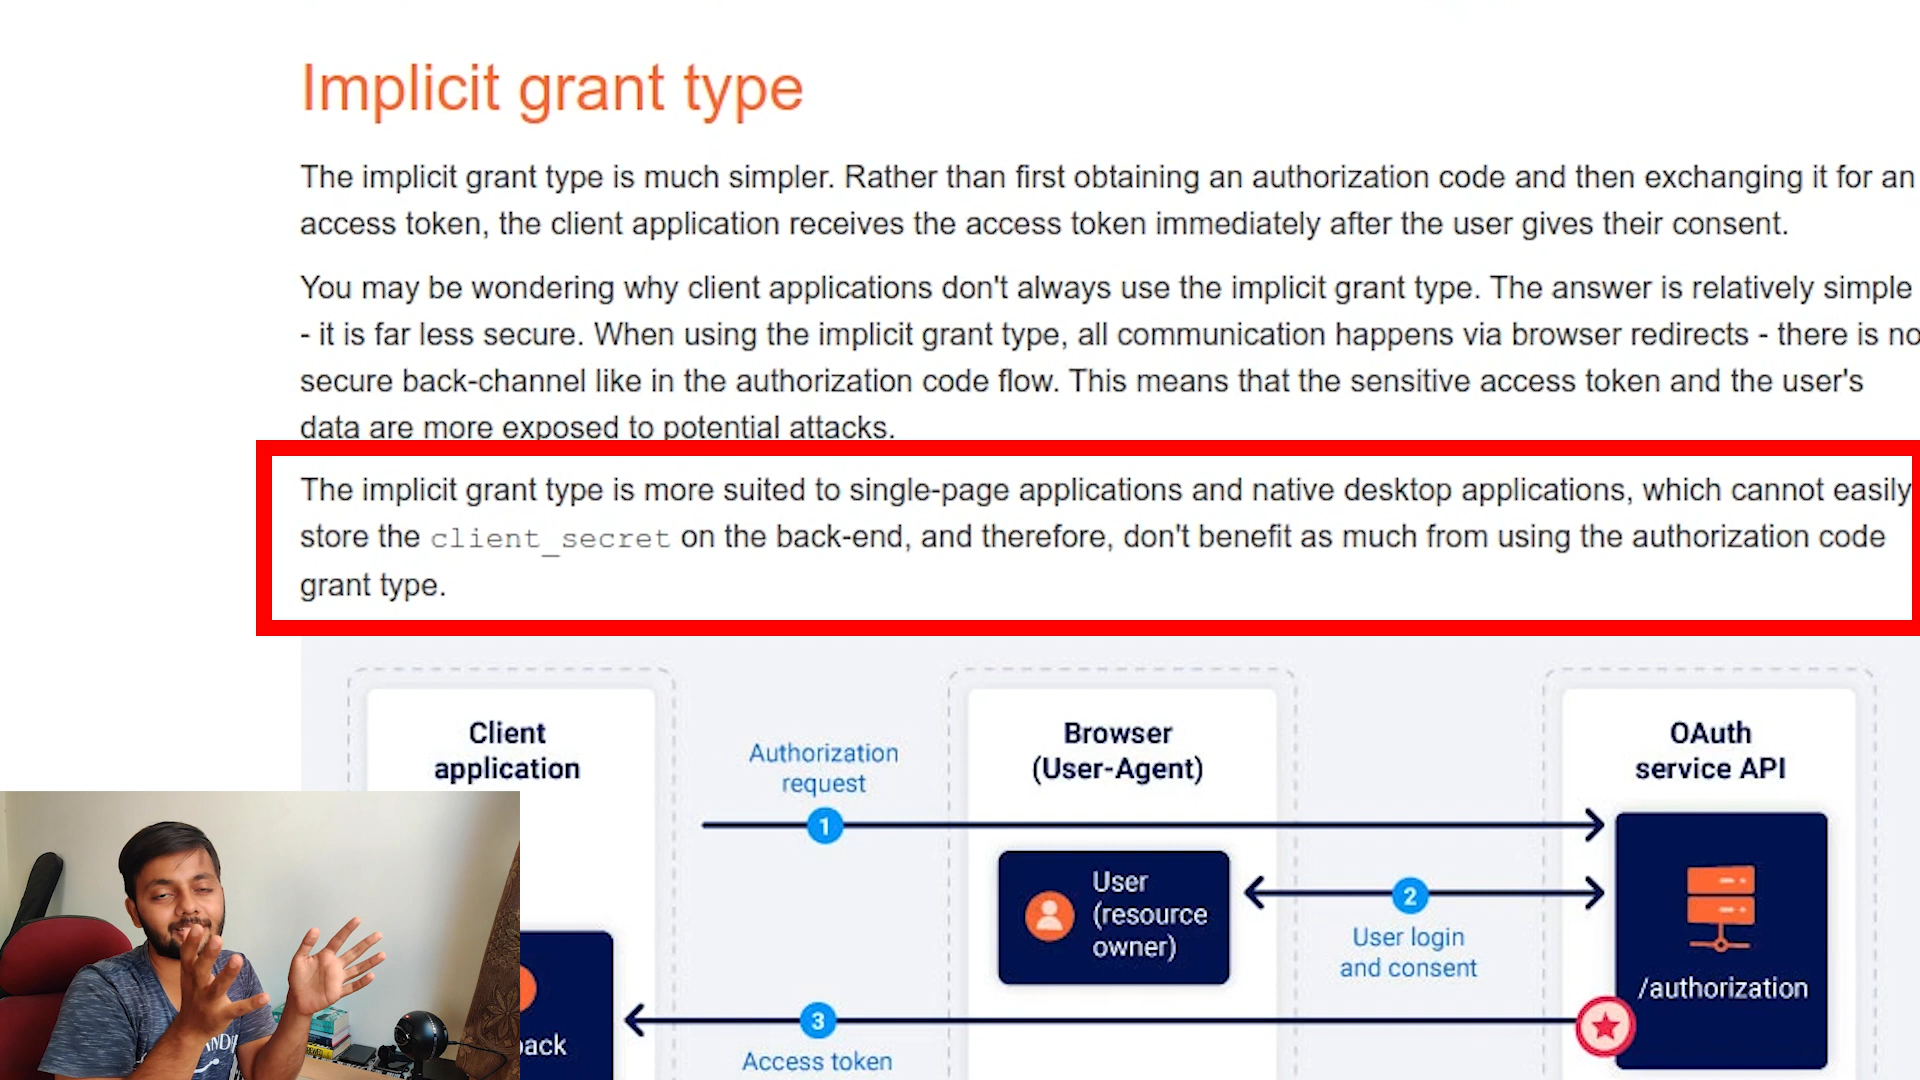 Implicit grant type
The implicit grant type is much simpler. Rather than first obtaining an authorization code and then exchanging it for an
access token, the client application receives the access token immediately after the user gives their consent.
You may be wondering why client applications don't always use the implicit grant type. The answer is relatively simple
- it is far less secure. When using the implicit grant type, all communication happens via browser redirects - there is no
secure back-channel like in the authorization code flow. This means that the sensitive access token and the user's
data are more exposed to potential attacks.
The implicit grant type is more suited to single-page applications and native desktop applications, which cannot easily
store the client_secret on the back-end, and therefore, don't benefit as much from using the authorization code
grant type.
Client
application
Authorization
request
1
Browser
(User-Agent)
OAuth
service API
User
(resource
owner)
2
User login
and consent
/authorization
3
Access token